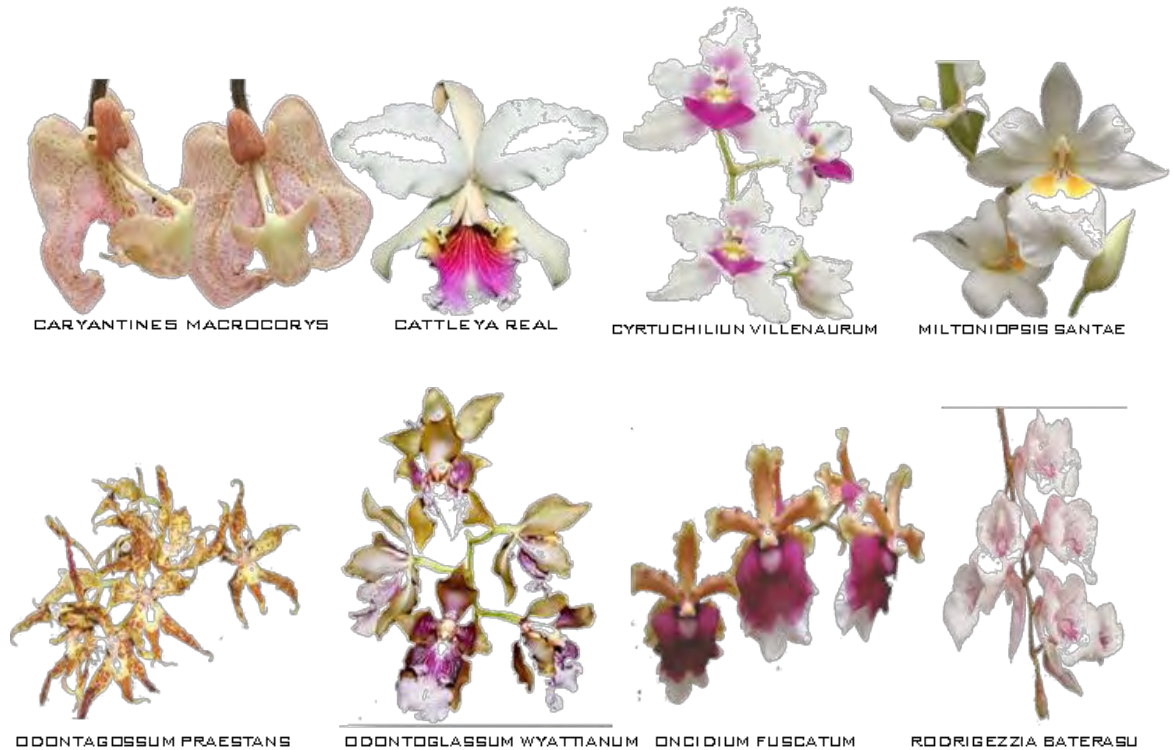 CARYANTINES MACROCORYS
CATTLEYA REAL
CYRTUCHILIUN VILLENAURUM
MILTONIOPSIS SANTAE
ODONTAGOSSUM PRAESTANS
ODONTOGLASSUM WYATTIANUM
ONCIDIUM FUSCATUM
RODRIGEZZIA BATERASU